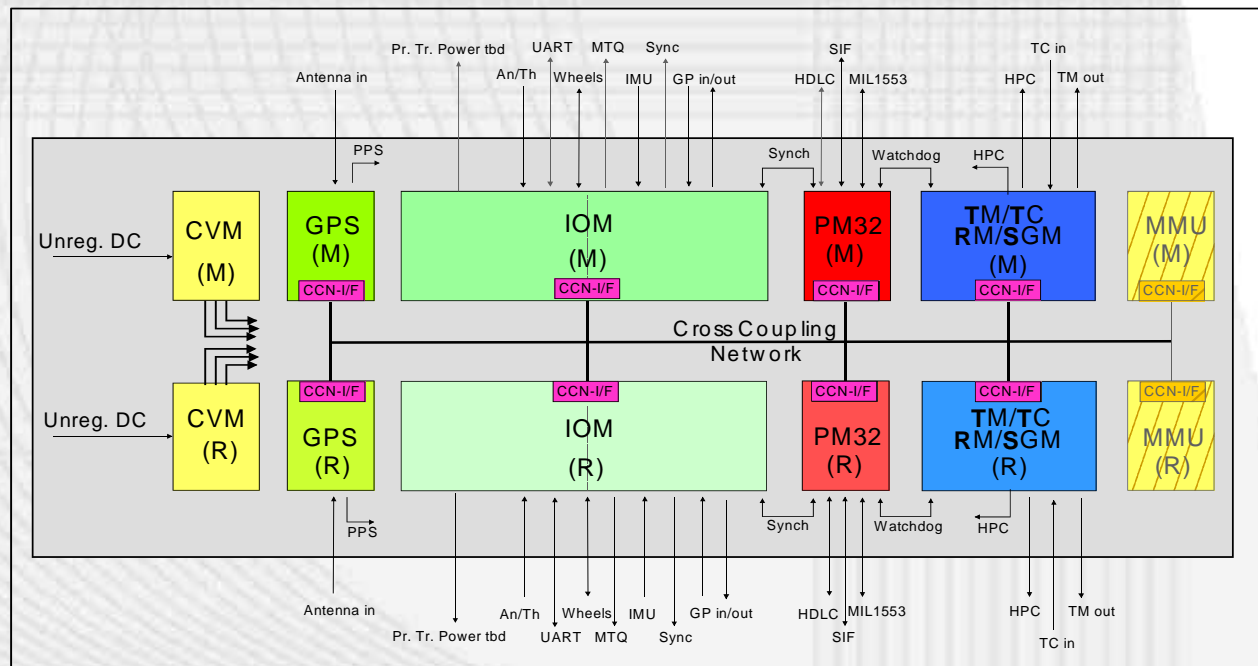 Pr. Tr. Power tbd
UART
MTQ
Sync
SIF
TC in
Antenna in
An/Th
Wheels
IMU
GP in/out
HDLC
MIL1553
HPC
TM out
PPS
Synch
Watchdog
HPC
Unreg. DC
CVM
(M)
GPS
(M)
CCN-I/F
IOM
(M)
CCN-I/F
PM32
(M)
CCN-I/F
TM/TC
RM/SGM
(M)
CCN-I/F
MMU
(M)
CCN-I/F
Cross Coupling
Network
Unreg. DC
CVM
(R)
CCN-I/F
GPS
(R)
CCN-I/F
IOM
(R)
CCN-I/F
PM32
(R)
CCN-I/F
TM/TC
RM/SGM
(R)
CCN-I/F
MMU
(R)
PPS
Synch
Watchdog
HPC
Antenna in
Pr. Tr. Power tbd
An/Th
UART
Wheels
MTQ
IMU
Sync
GP in/out
HDLC
SIF
MIL1553
HPC
TC in
TM out